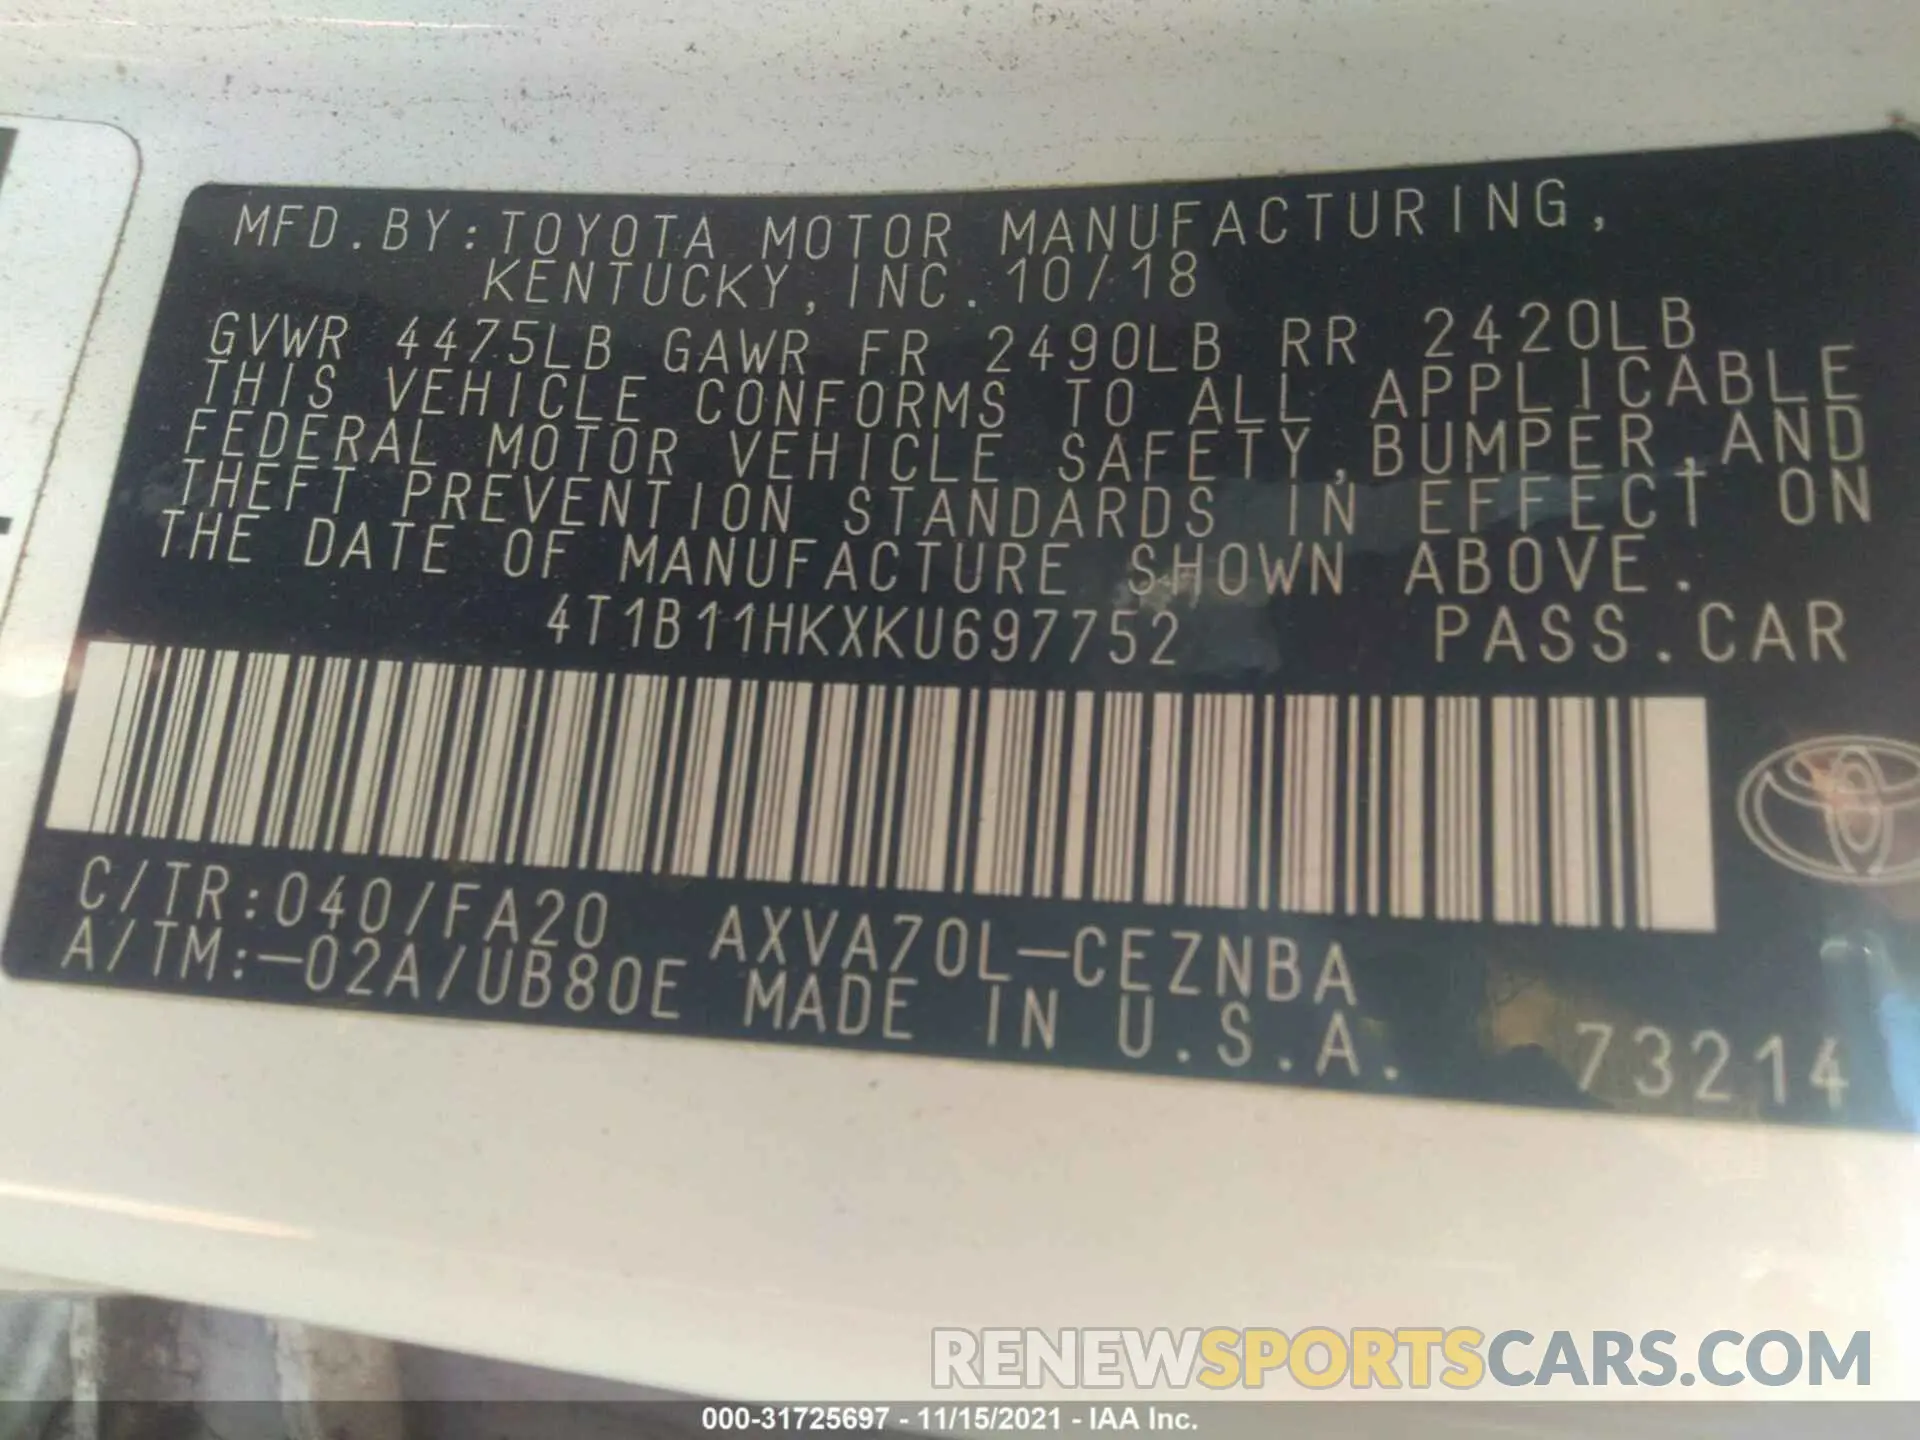 MFD.BY:TOYOTA MOTOR MANUFACTURING,
KENTUCKY, INC. 10/18
GVWR 4475LB GAWR FR 2490LB RR 2420LB
THIS VEHICLE CONFORMS TO ALL APPLICABLE
FEDERAL MOTOR VEHICLE SAFETY,BUMPER,AND
THEFT PREVENTION STANDARDS IN EFFECT ON
THE DATE OF MANUFACTURE SHOWN ABOVE.
4T1B11HKXKU697752 PASS.CAR
C/TR:040/FA20 AXVA70L-CEZNBA
A/TM:-02A/UB80E MADE IN U.S.A. 73214
RENEWSPORTSCARS.COM
000-31725697 - 11/15/2021 - IAA Inc.